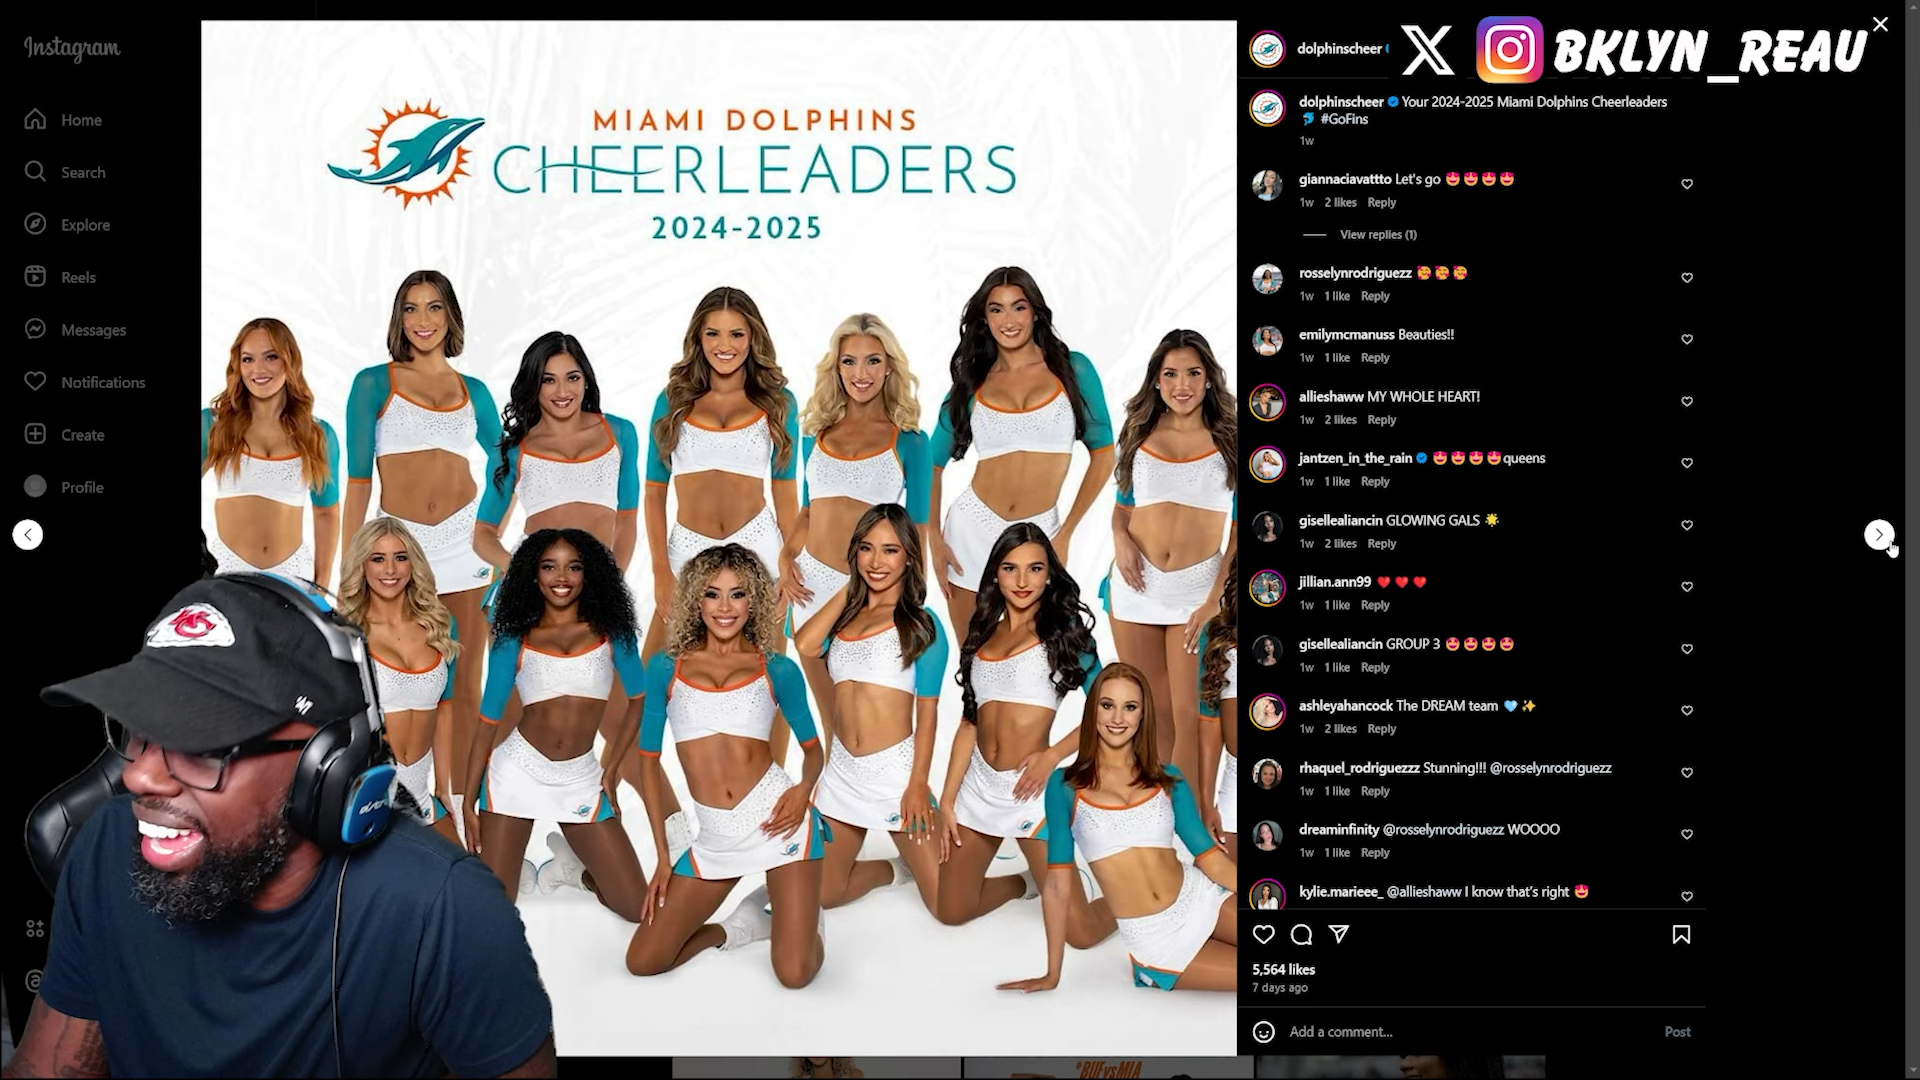 Instagram
Home
Search
Explore
Reels
Messages
Notifications
Create
Profile
MIAMI DOLPHINS
CHEERLEADERS
2024-2025
dolphinscheer
BKLYN_REAU
dolphinscheer Your 2024-2025 Miami Dolphins Cheerleaders
#GoFins
1w
giannaciavattto Let's go
1w 2 likes Reply
View replies (1)
rosselynrodriguezz
1w 1 like Reply
emilymcmanuss Beauties!!
1w 1 like Reply
allieshaww MY WHOLE HEART!
1w 2 likes Reply
jantzen_in_the_rain queens
1w 1 like Reply
gisellealiancin GLOWING GALS
1w 2 likes Reply
jillian.ann99
1w 1 like Reply
gisellealiancin GROUP 3
1w 1 like Reply
ashleyahancock The DREAM team
1w 2 likes Reply
rhaquel_rodriguezzz Stunning!!! @rosselynrodriguezz
1w 1 like Reply
dreaminfinity @rosselynrodriguezz WOOOO
1w 1 like Reply
kylie.marieee_ @allieshaww I know that's right
5,564 likes
7 days ago
Add a comment...
Post
#BUFvsMIA
KC